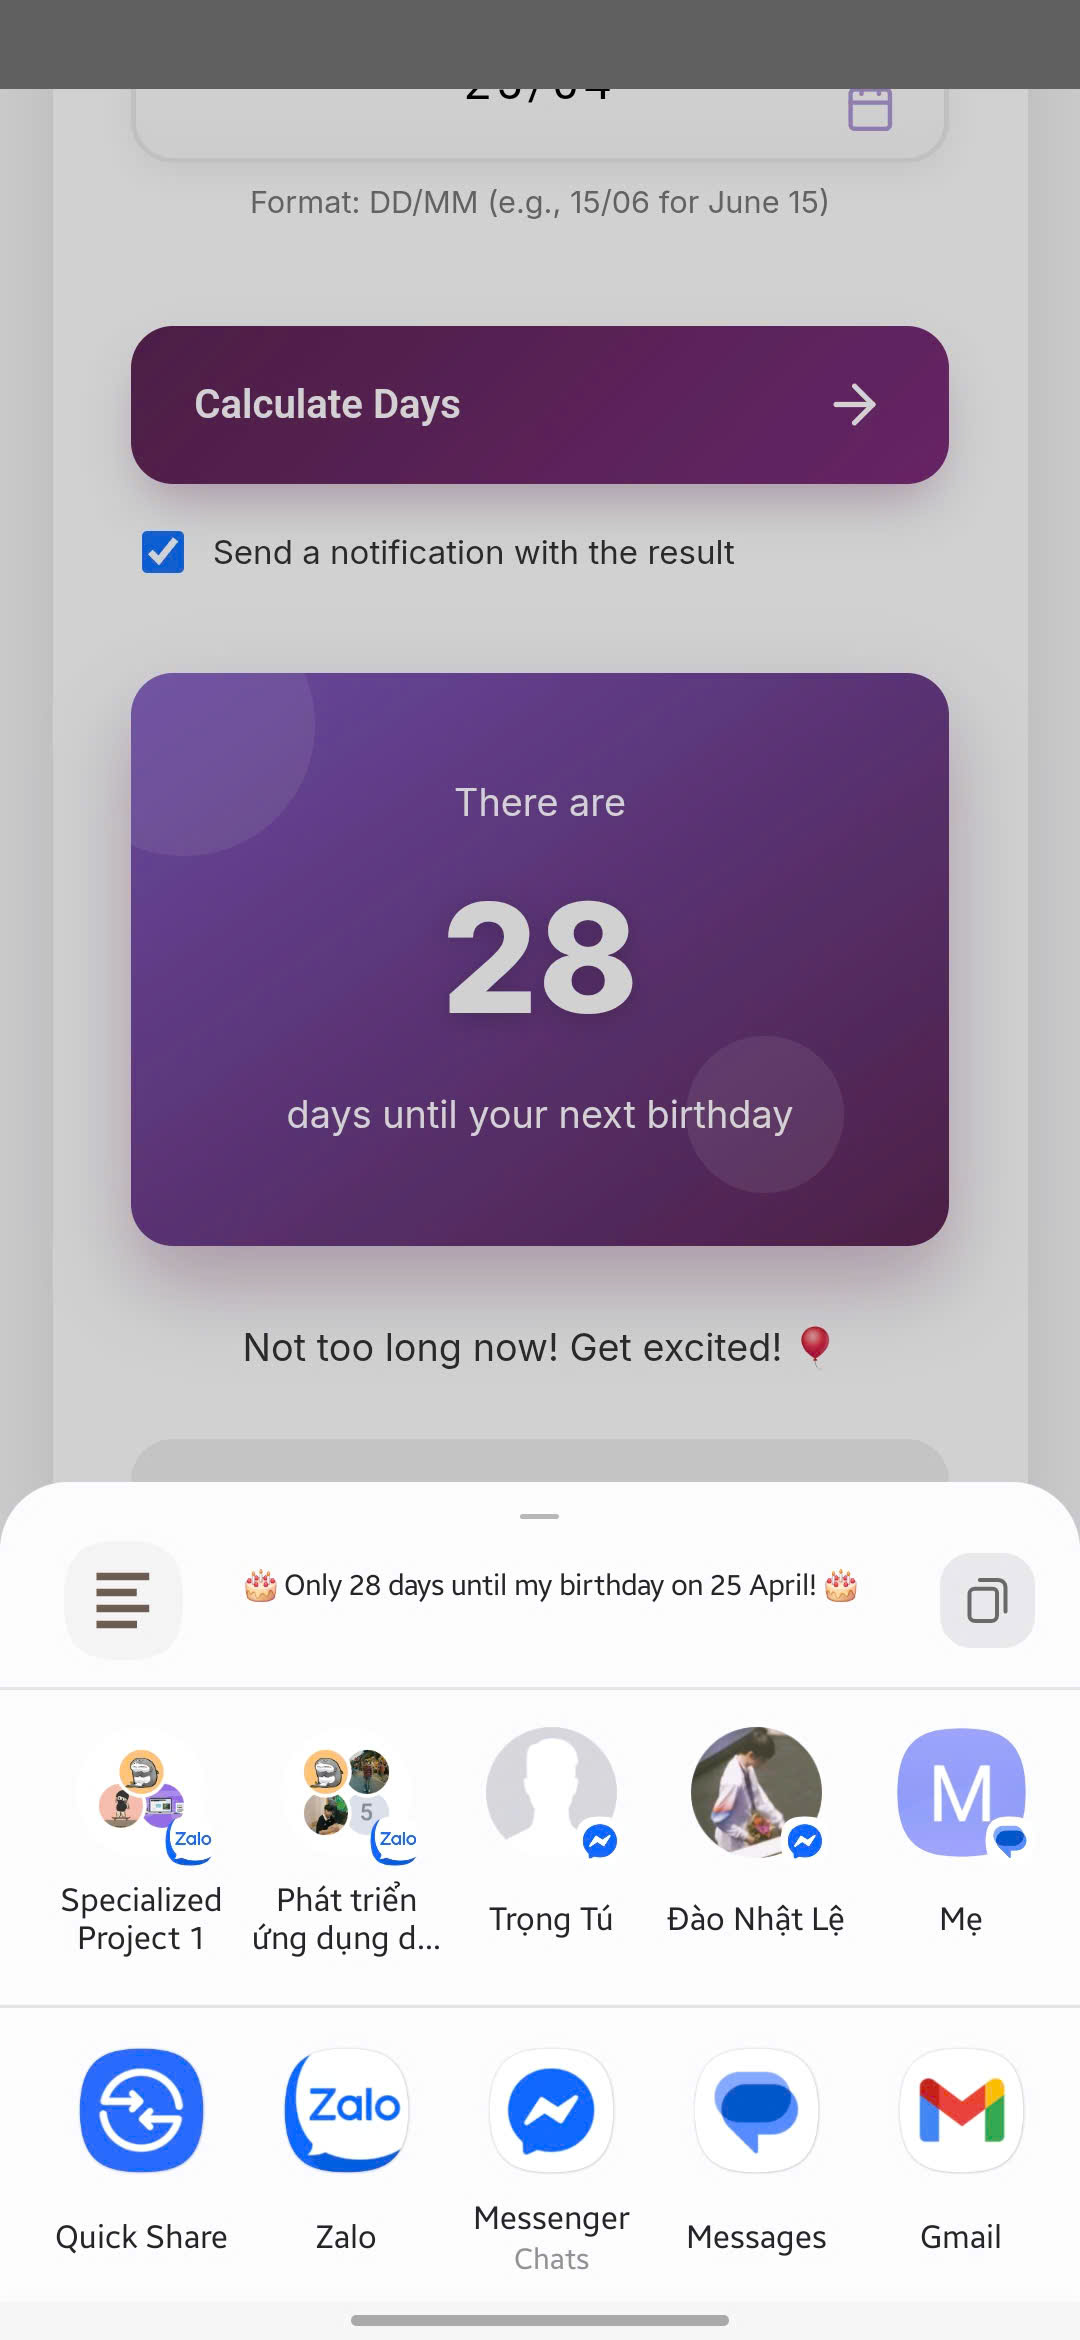 Format: DD/MM (e.g., 15/06 for June 15)
Calculate Days
Send a notification with the result
There are
28
days until your next birthday
Not too long now! Get excited! 🎈
🎂 Only 28 days until my birthday on 25 April! 🎂
5
Zalo
Zalo
M
Specialized
Project 1
Phát triển
ứng dụng d...
Trọng Tú
Đào Nhật Lệ
Mẹ
Zalo
Quick Share
Zalo
Messenger
Chats
Messages
Gmail